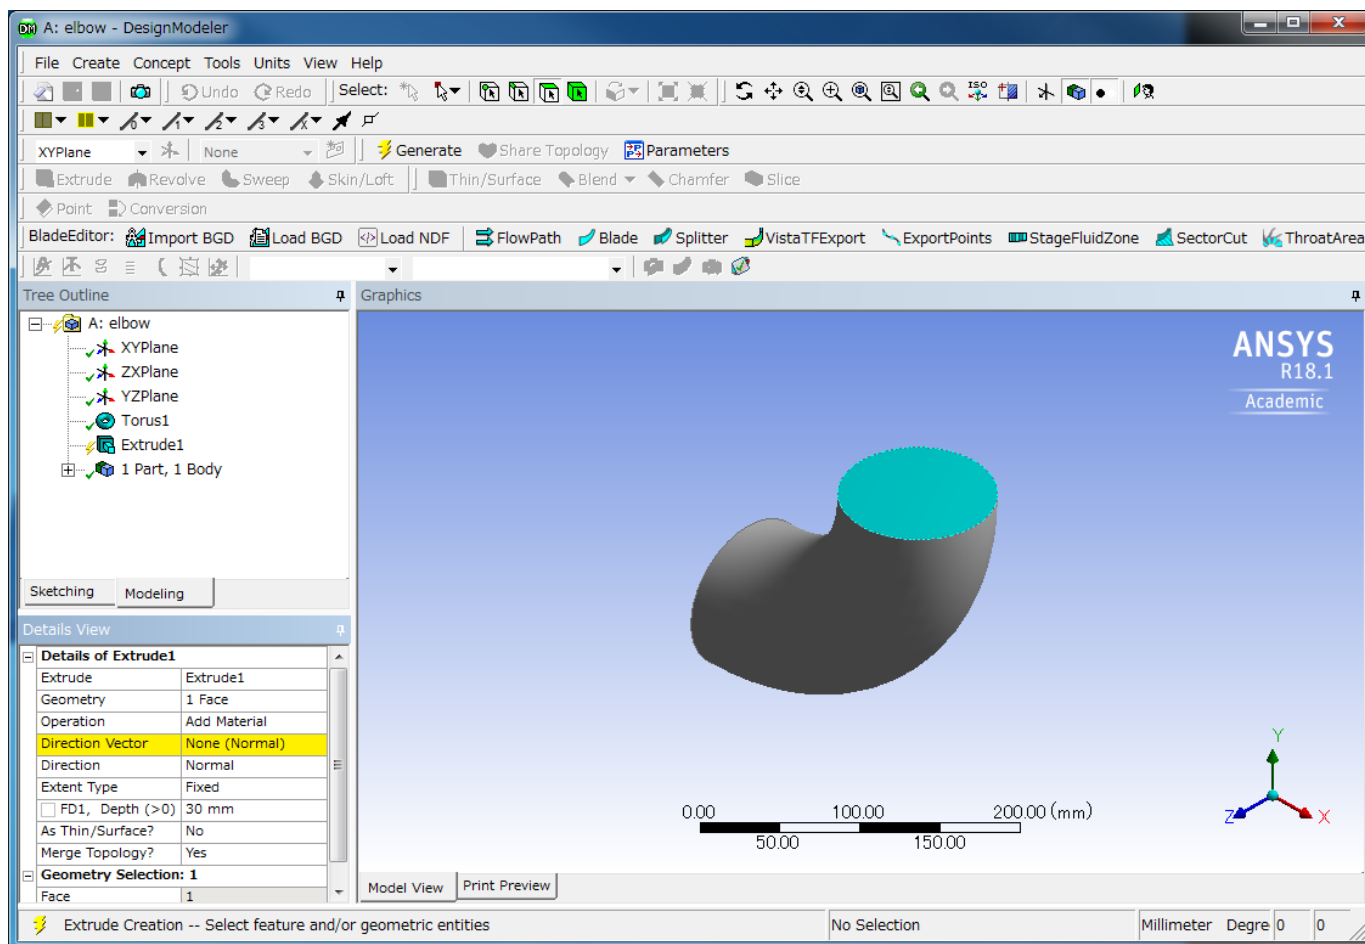 DM A: elbow - DesignModeler
File Create Concept Tools Units View Help
Undo Redo Select: ISO
XYPlane None Generate Share Topology Parameters
Extrude Revolve Sweep Skin/Loft Thin/Surface Blend Chamfer Slice
Point Conversion
BladeEditor: Import BGD Load BGD Load NDF FlowPath Blade Splitter VistaTFExport ExportPoints StageFluidZone SectorCut ThroatArea
Tree Outline
A: elbow
XYPlane
ZXPlane
YZPlane
Torus1
Extrude1
1 Part, 1 Body
Sketching Modeling
Details View
Details of Extrude1
Extrude Extrude1
Geometry 1 Face
Operation Add Material
Direction Vector None (Normal)
Direction Normal
Extent Type Fixed
FD1, Depth (>0) 30 mm
As Thin/Surface? No
Merge Topology? Yes
Geometry Selection: 1
Face 1
Graphics
ANSYS
R18.1
Academic
0.00 100.00 200.00 (mm)
50.00 150.00
Y
Z X
Model View Print Preview
Extrude Creation -- Select feature and/or geometric entities No Selection Millimeter Degre 0 0